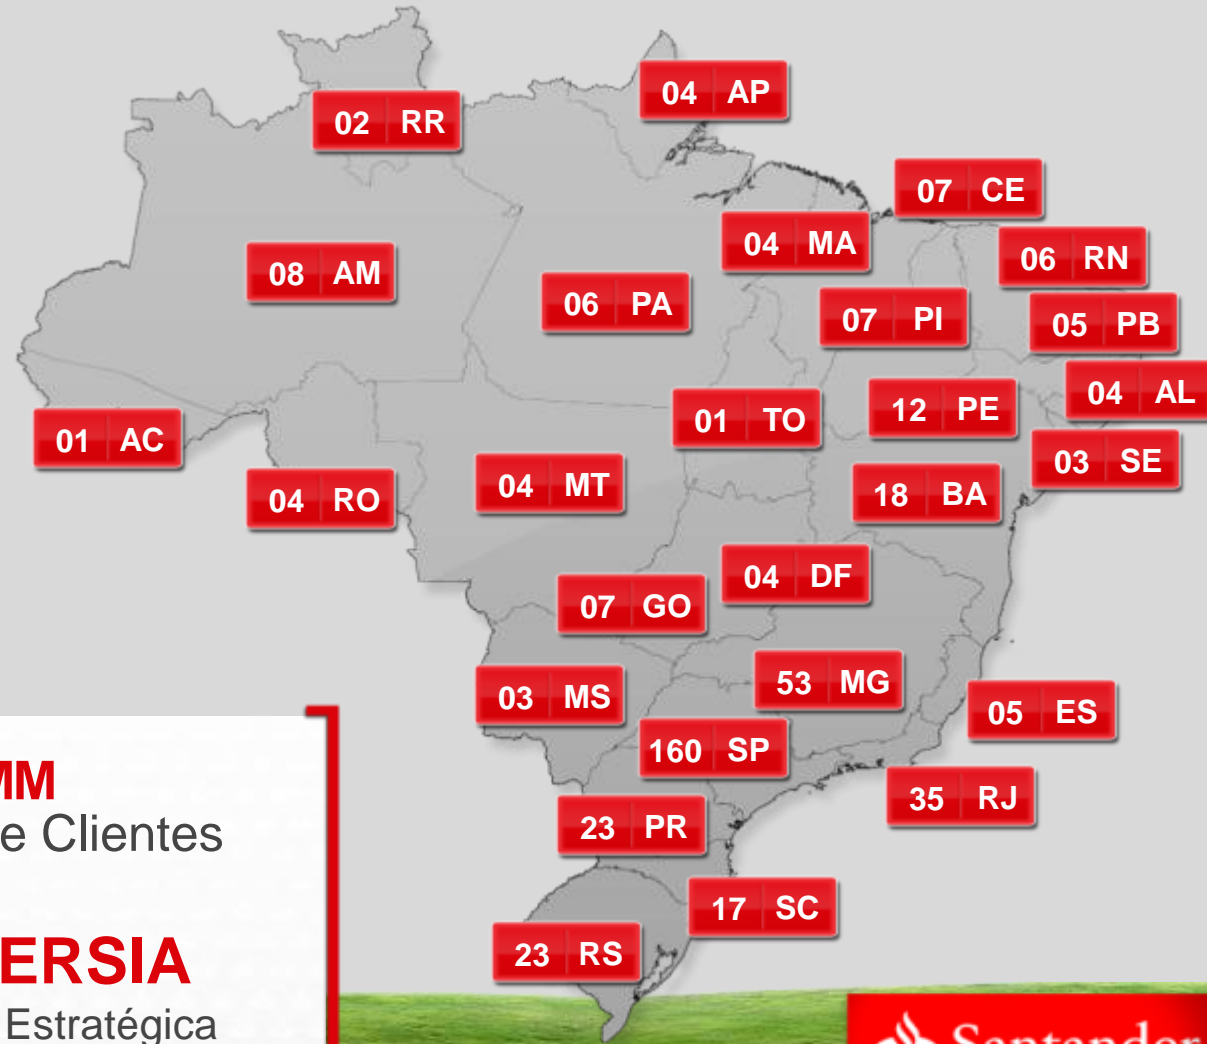 04 AP
02 RR
07 CE
04 MA
06 RN
08 AM
06 PA
07 PI
05 PB
04 AL
12 PE
01 TO
01 AC
03 SE
04 MT
18 BA
04 RO
04 DF
07 GO
53 MG
03 MS
05 ES
160 SP
35 RJ
23 PR
17 SC
23 RS
MM
e Clientes
ERSIA
Estratégica
Santander